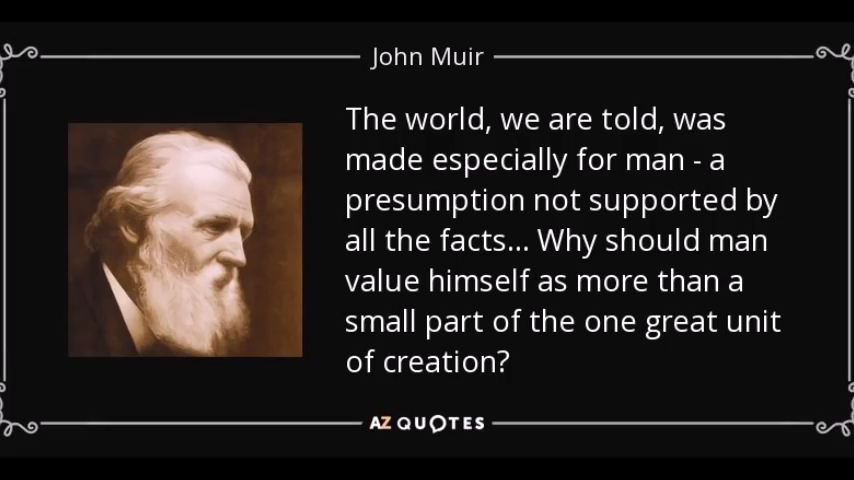 John Muir
The world, we are told, was
made especially for man - a
presumption not supported by
all the facts... Why should man
value himself as more than a
small part of the one great unit
of creation?
AZ QUOTES